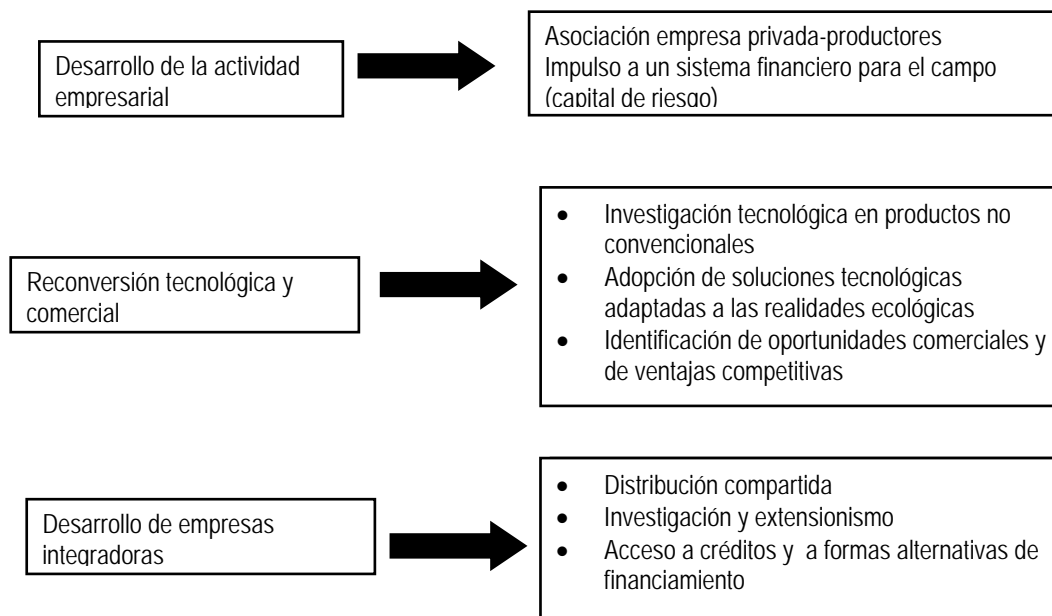 Desarrollo de la actividad
empresarial
Asociación empresa privada-productores
Impulso a un sistema financiero para el campo
(capital de riesgo)
Reconversión tecnológica y
comercial
• Investigación tecnológica en productos no
convencionales
• Adopción de soluciones tecnológicas
adaptadas a las realidades ecológicas
• Identificación de oportunidades comerciales y
de ventajas competitivas
Desarrollo de empresas
integradoras
• Distribución compartida
• Investigación y extensionismo
• Acceso a créditos y a formas alternativas de
financiamiento